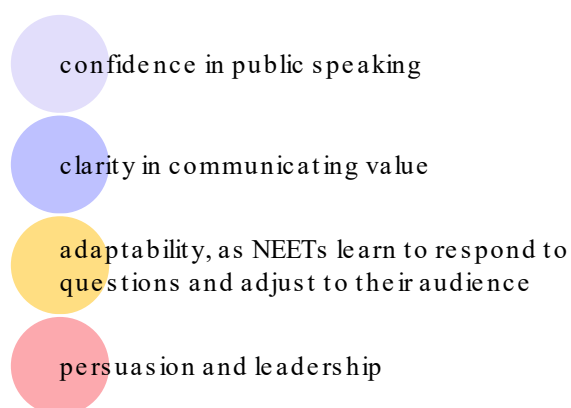 confidence in public speaking
clarity in communicating value
adaptability, as NEETs learn to respond to
questions and adjust to their audience
persuasion and leadership